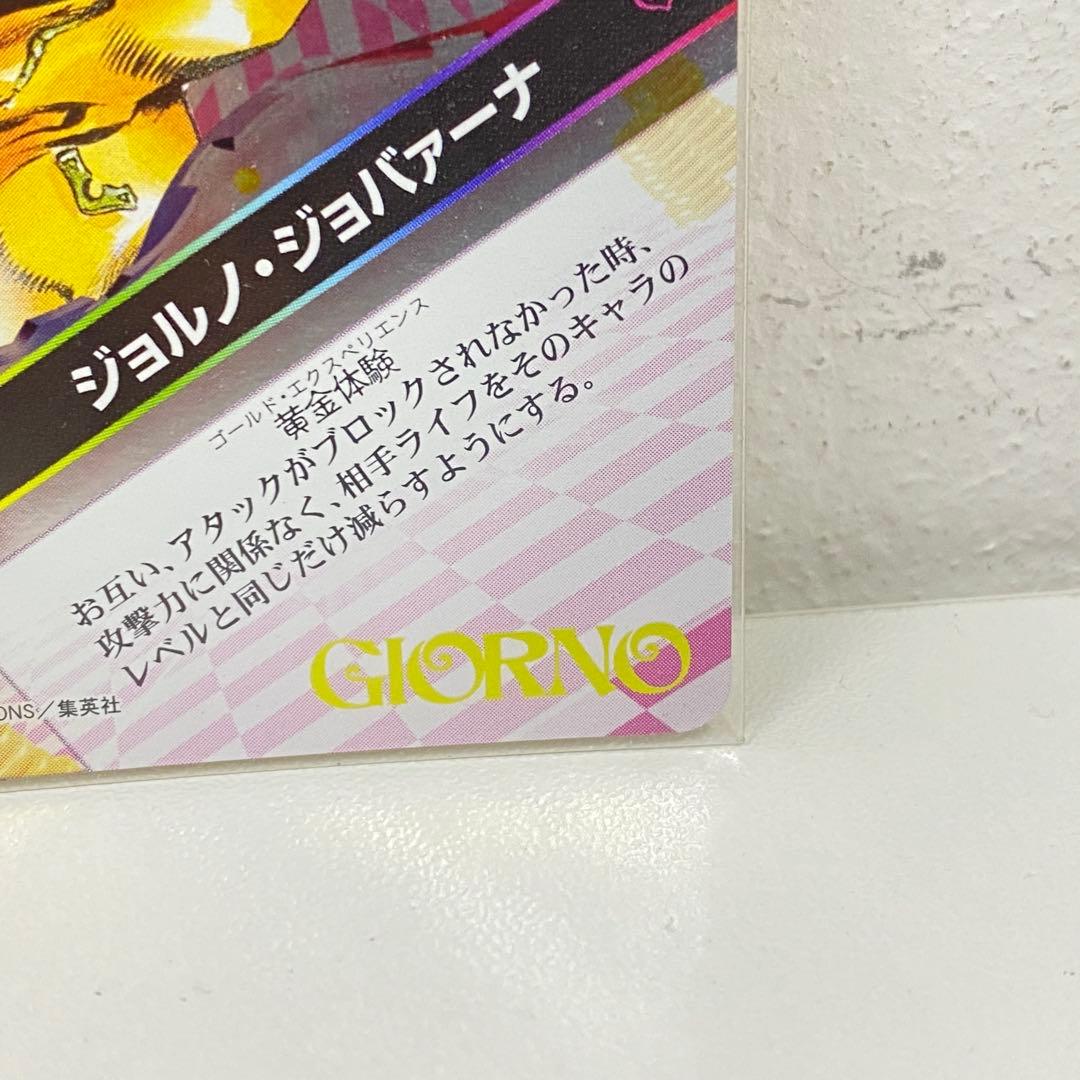 ジョルノ・ジョバァーナ
ゴールド・エクスペリエンス
黄金体験
お互い、アタックがブロックされなかった時、
攻撃力に関係なく、相手ライフをそのキャラの
レベルと同じだけ減らすようにする。
GIORNO
ONS／集英社